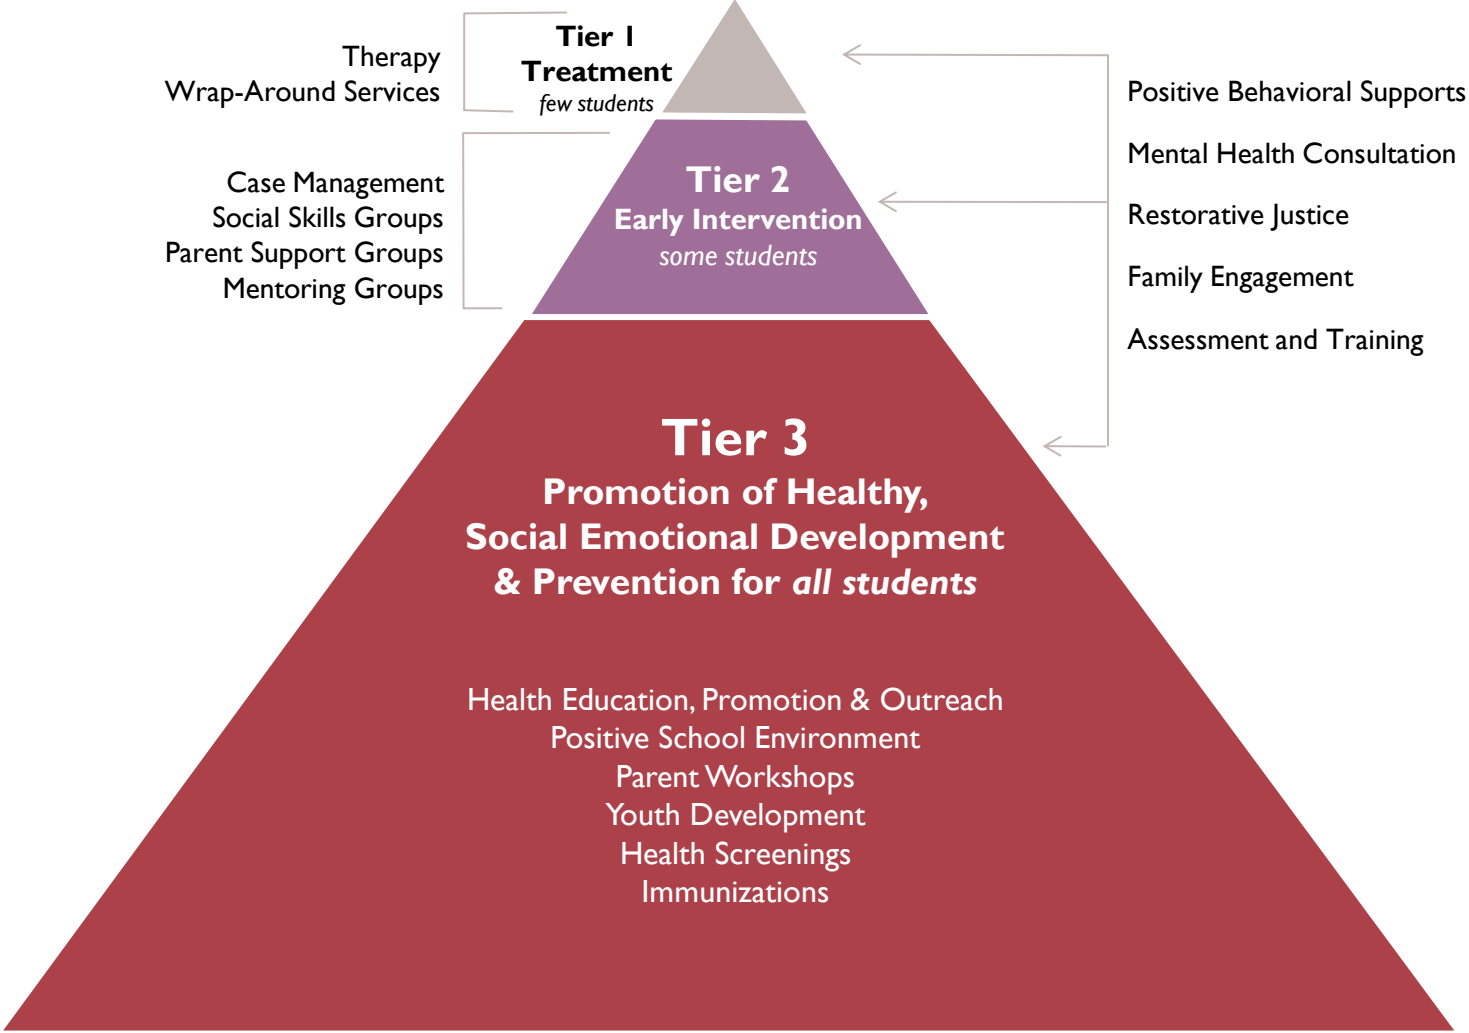 Tier 1
Treatment
few students
Therapy
Wrap-Around Services
Case Management
Social Skills Groups
Parent Support Groups
Mentoring Groups
Tier 2
Early Intervention
some students
Positive Behavioral Supports
Mental Health Consultation
Restorative Justice
Family Engagement
Assessment and Training
Tier 3
Promotion of Healthy,
Social Emotional Development
& Prevention for all students
Health Education, Promotion & Outreach
Positive School Environment
Parent Workshops
Youth Development
Health Screenings
Immunizations